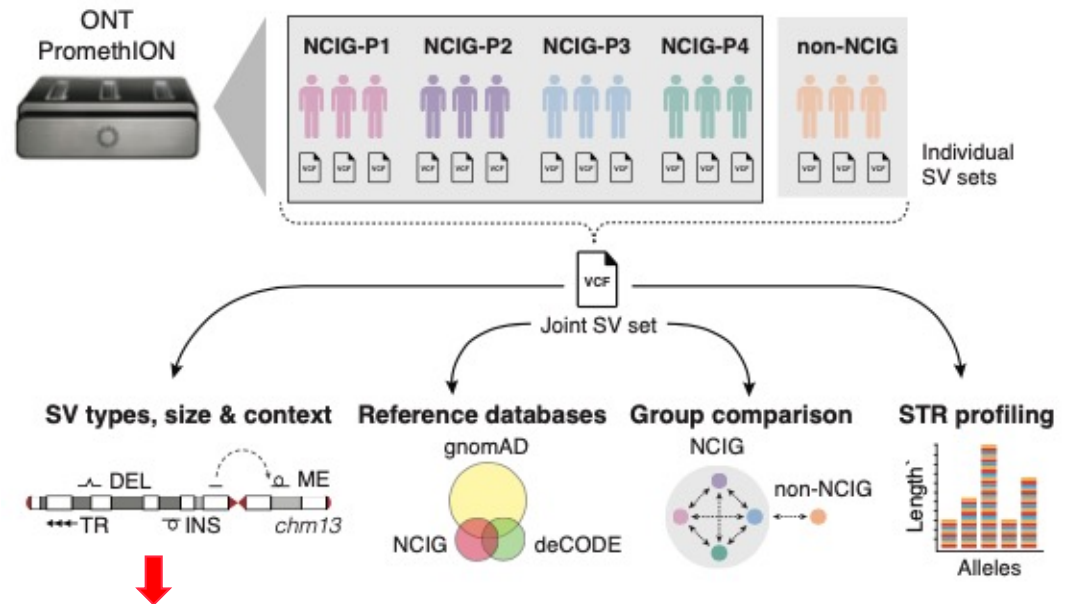 ONT
PromethION
NCIG-P1 NCIG-P2 NCIG-P3 NCIG-P4 non-NCIG
VCF VCF VCF VCF VCF VCF VCF VCF VCF VCF VCF VCF VCF VCF VCF
Individual
SV sets
VCF
Joint SV set
SV types, size & context
DEL ME
TR INS chm13
Reference databases
gnomAD
NCIG deCODE
Group comparison
NCIG
non-NCIG
STR profiling
Length`
Alleles